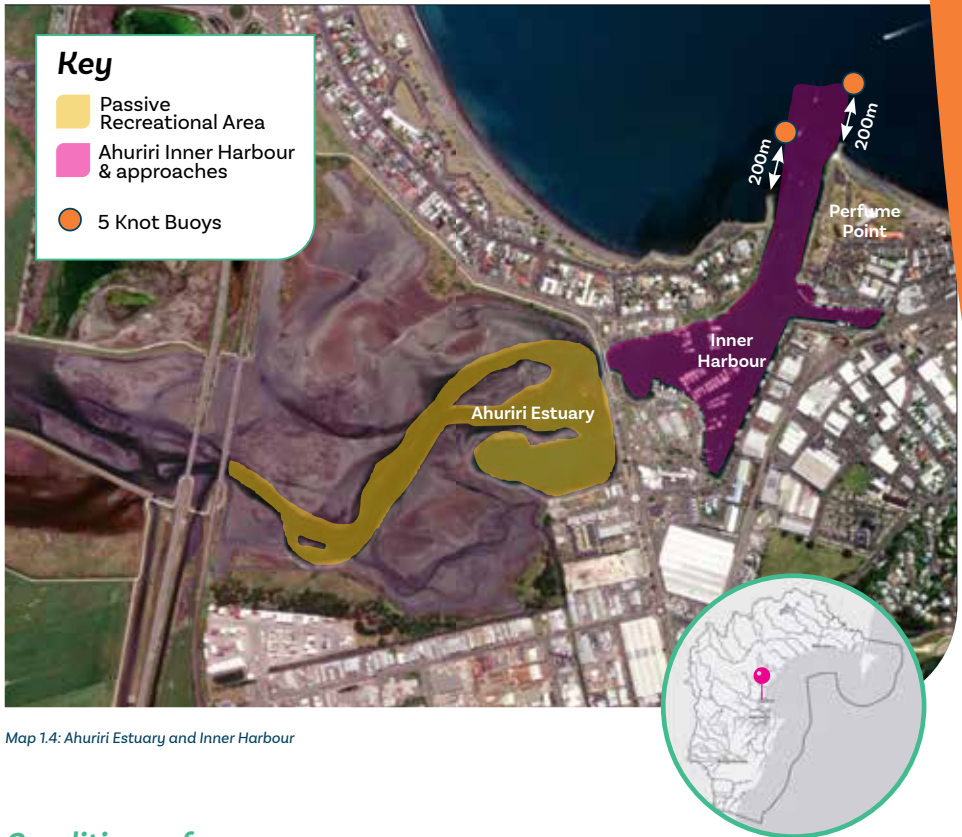 Key
Passive
Recreational Area
Ahuriri Inner Harbour
& approaches
5 Knot Buoys
200m
200m
Perfume
Point
Inner
Harbour
Ahuriri Estuary
Map 1.4: Ahuriri Estuary and Inner Harbour